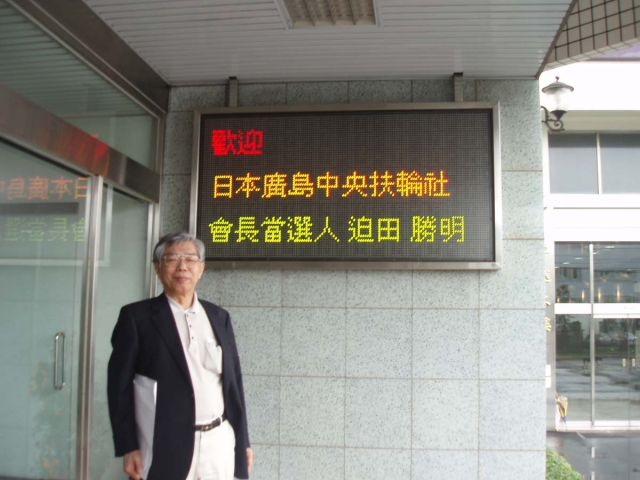 歡迎
日本廣島中央扶輪社
會長當選人 迫田 勝明